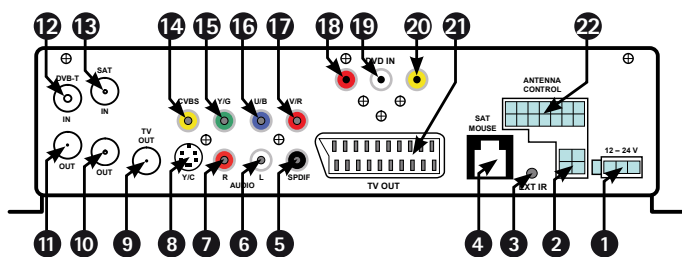 12 13 14 15 16 17 18 19 20 21 22
DVB-T
IN
SAT
IN
CVBS Y/G U/B V/R
DVD IN
ANTENNA
CONTROL
OUT
OUT
TV
OUT
Y/C
R
AUDIO
L
SPDIF
TV OUT
SAT
MOUSE
EXT IR
12 – 24 V
11 10 9 8 7 6 5 4 3 2 1